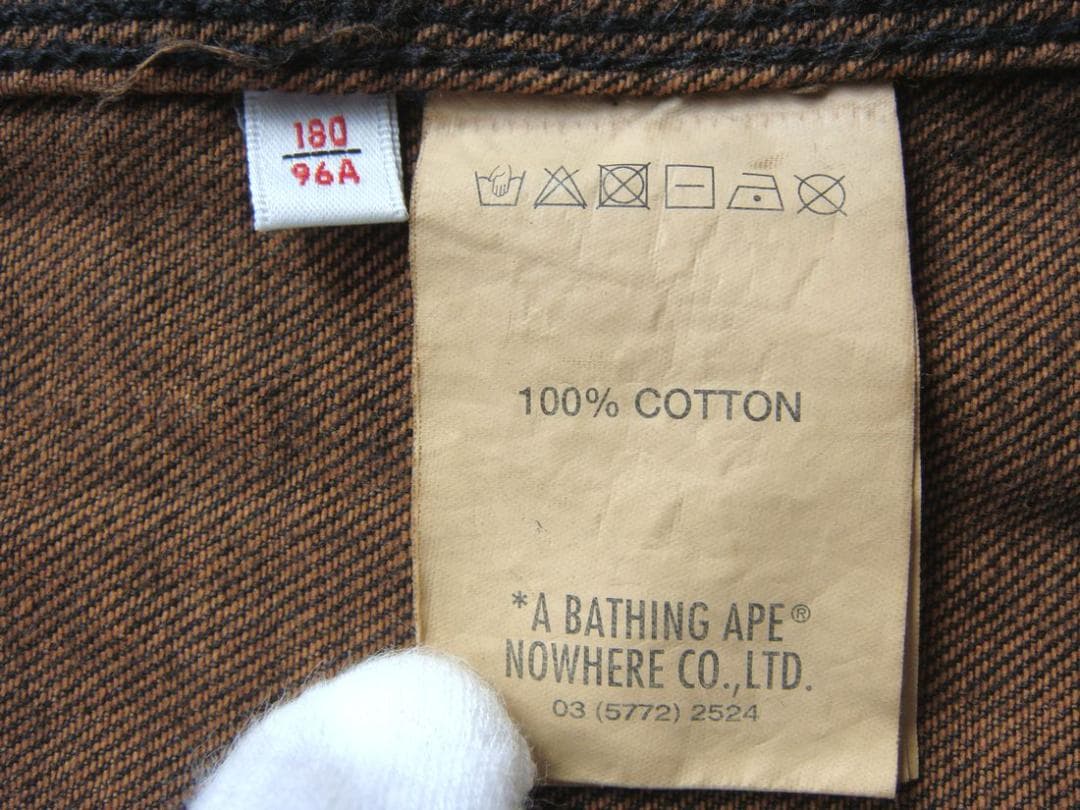 180
96A
100% COTTON
*A BATHING APE®
NOWHERE CO.,LTD.
03 (5772) 2524